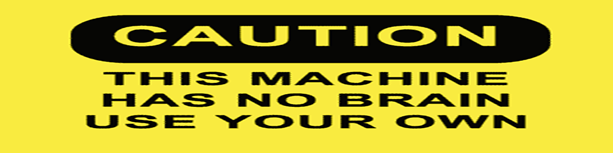 CAUTION
THIS MACHINE
HAS NO BRAIN
USE YOUR OWN